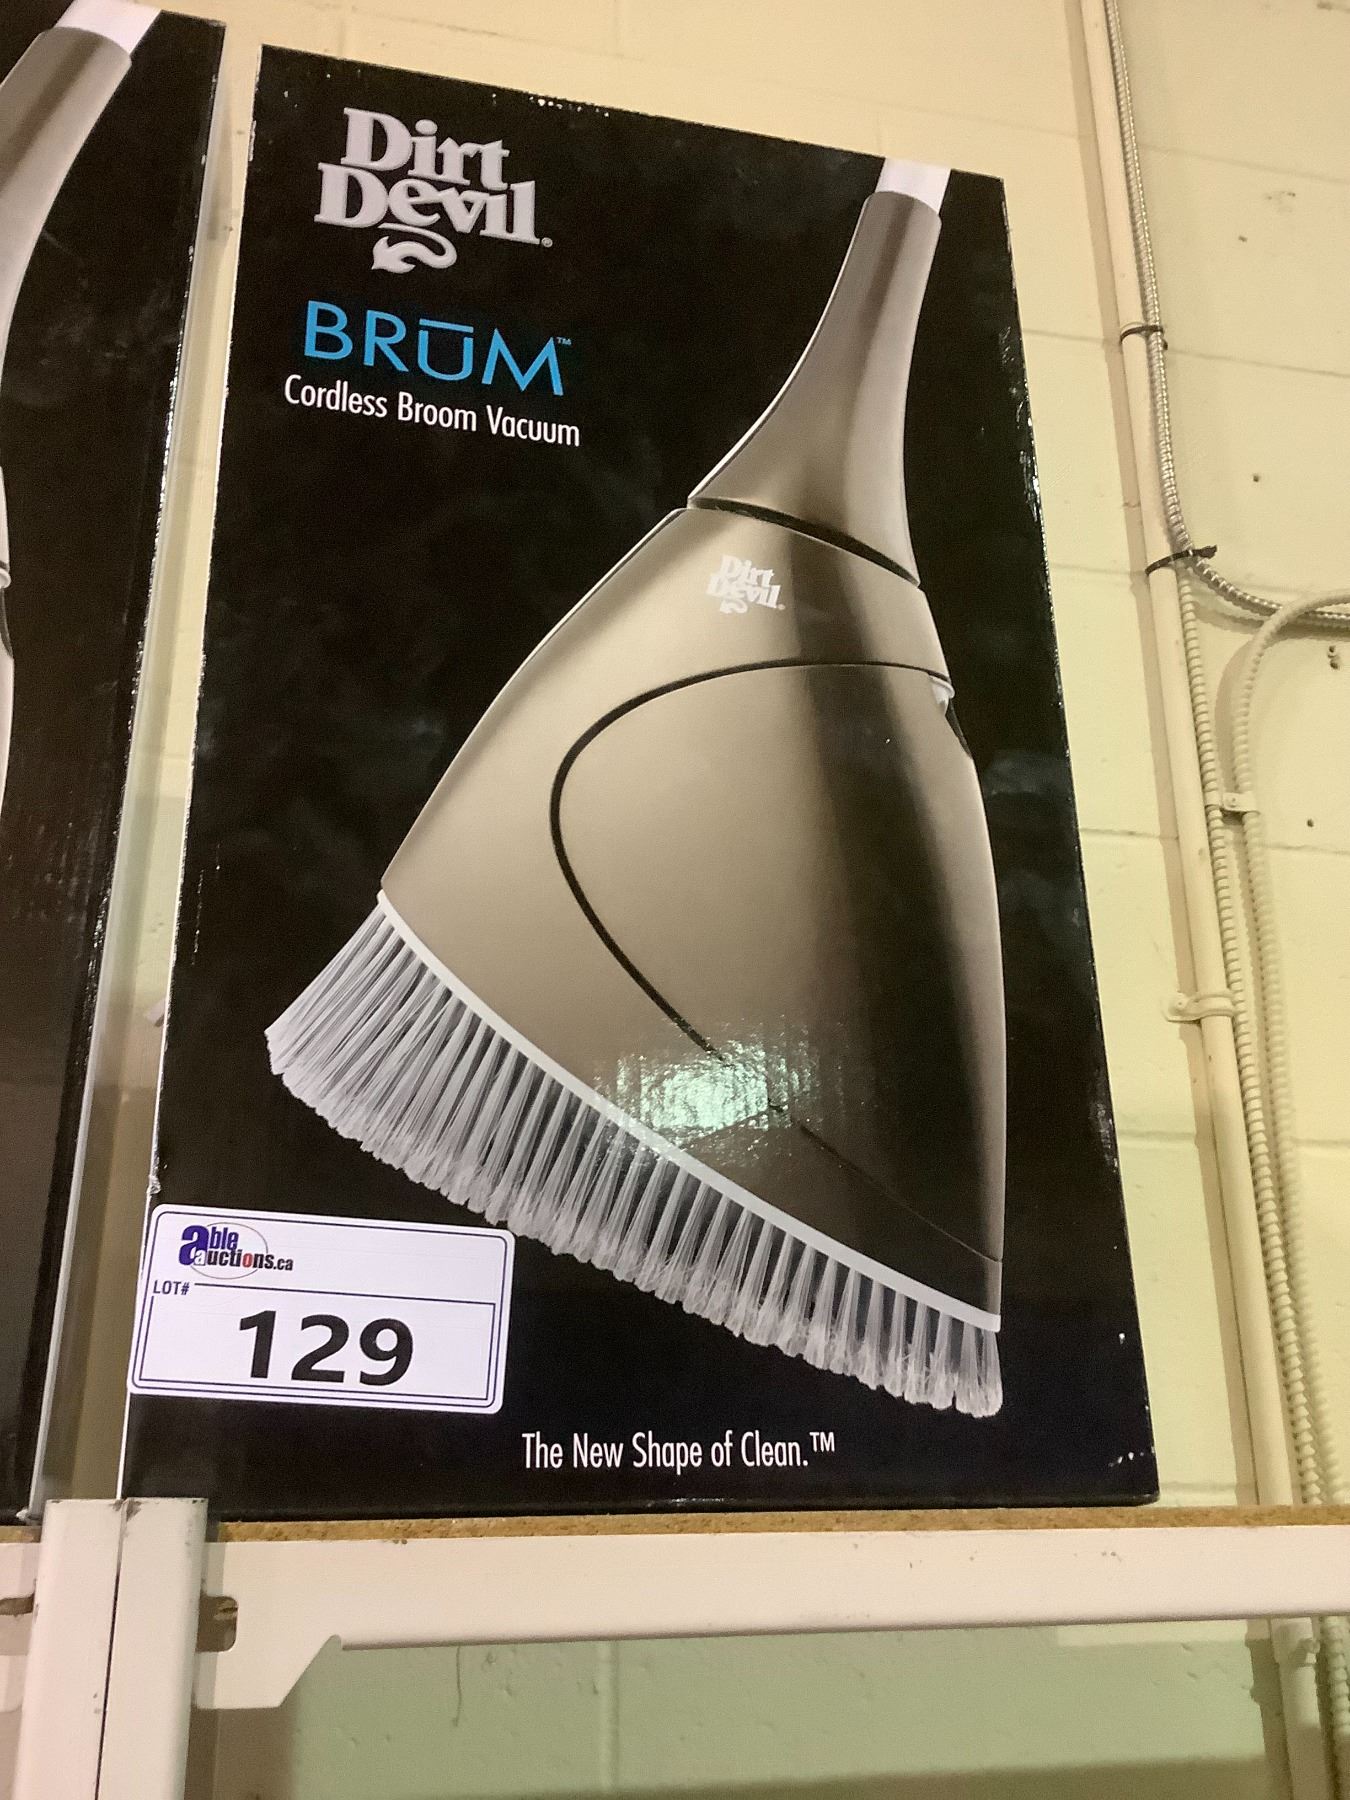 Dirt
Devil®
BRŪM™
Cordless Broom Vacuum
Dirt
Devil®
able
auctions.ca
LOT#
129
The New Shape of Clean.™